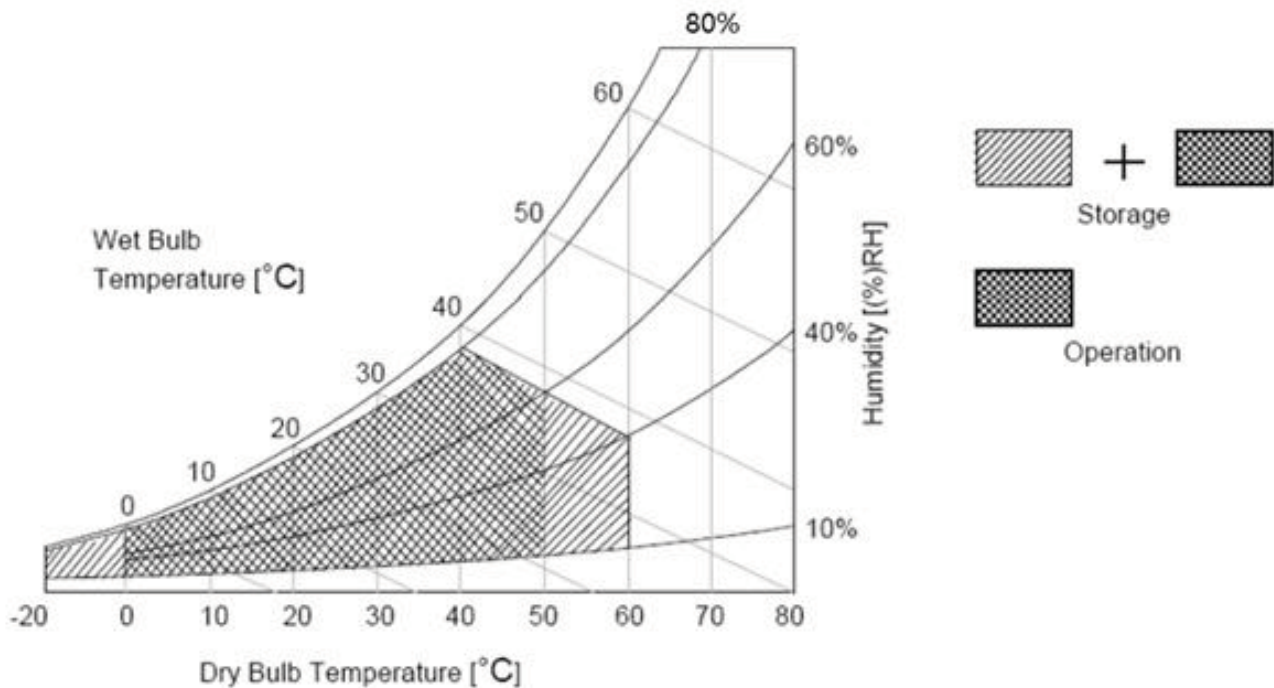 80%
60
60%
50
Wet Bulb
Temperature [°C]
40
40%
30
20
10
0
10%
Humidity [(%)RH]
-20 0 10 20 30 40 50 60 70 80
Dry Bulb Temperature [°C]
+
Storage
Operation